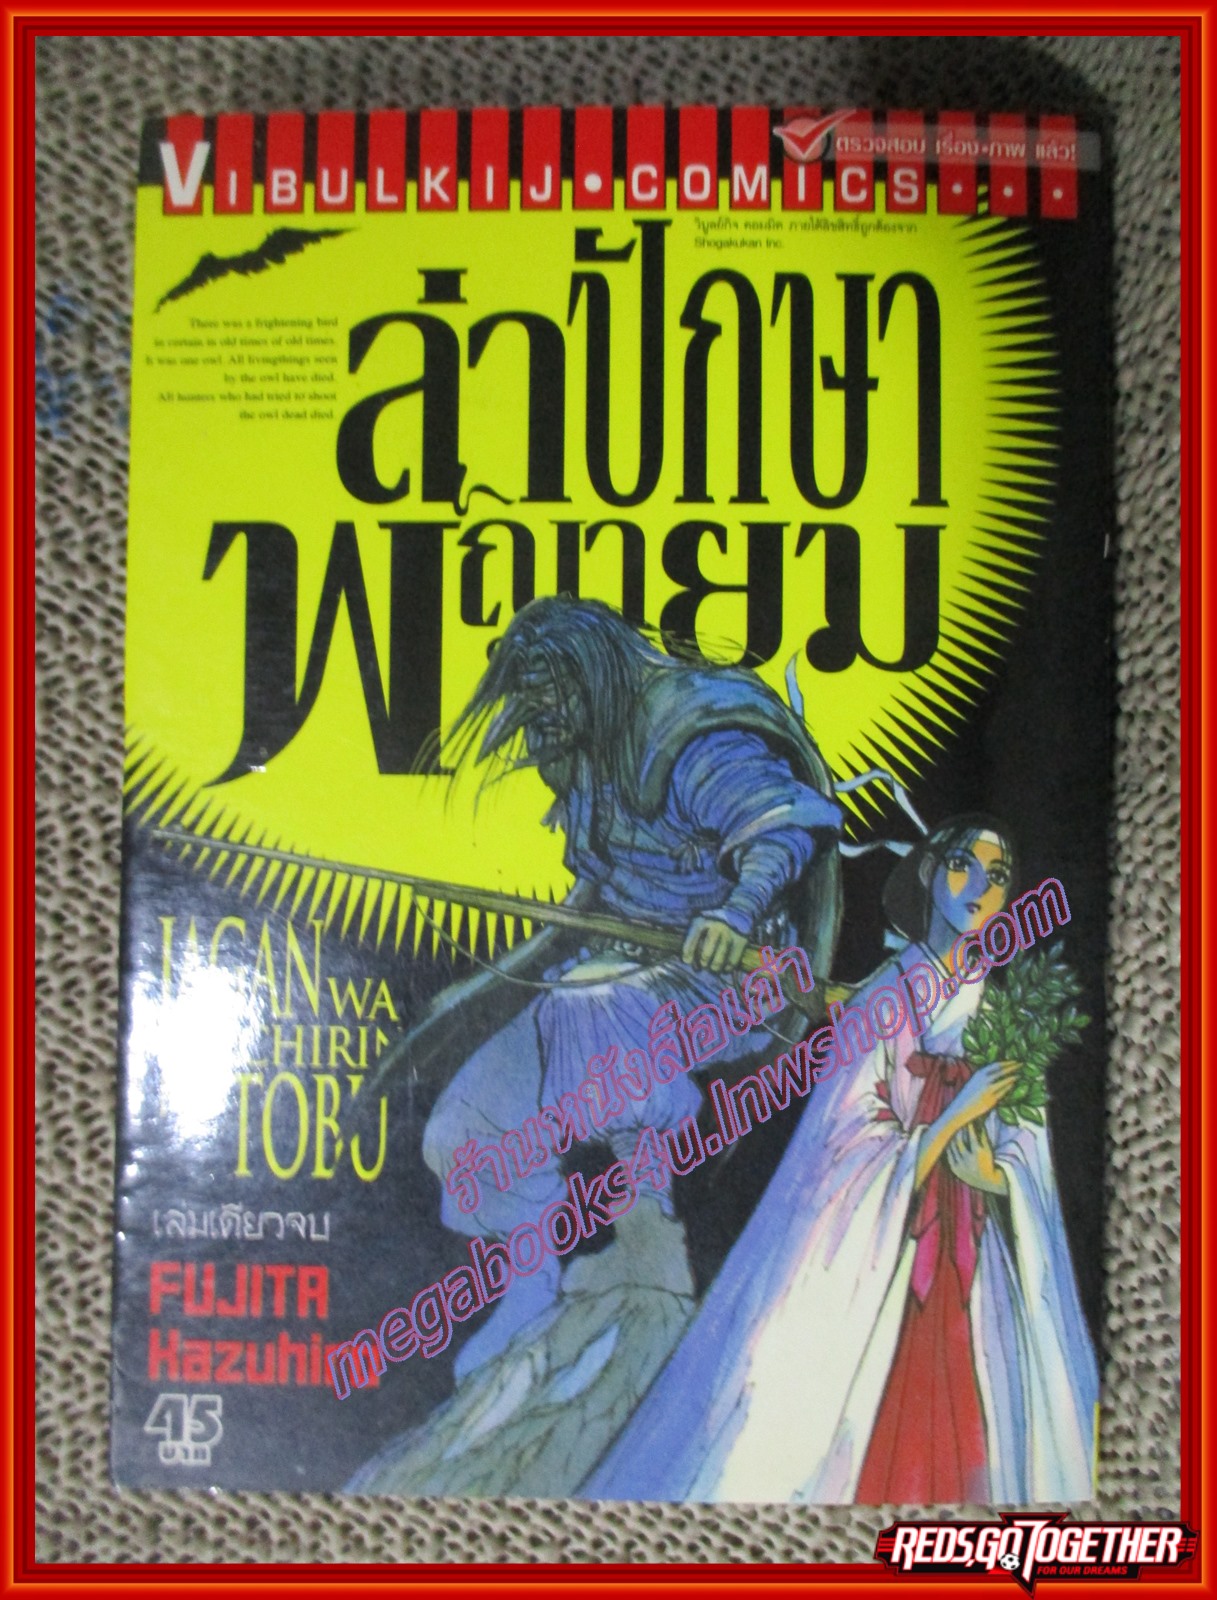 VIBULKIJ•COMICS...
ตรวจสอบ เรื่อง•ภาพ แล้ว!
วิบูลย์กิจ คอมมิค ภายใต้ลิขสิทธิ์ถูกต้องจาก
Shogakukan Inc.
ล่าปักษา
พญายม
There was a frightening bird
in certain in old times of old times.
It was one owl. All livingthings seen
by the owl have died.
All hunters who had tried to shoot
the owl dead died.
JAGAN WA
TOBU
เล่มเดียวจบ
FUJITA
Kazuhiro
45
บาท
ร้านหนังสือเก่า
megabooks4u.lnwshop.com
REDS,GO TOGETHER
FOR OUR DREAMS